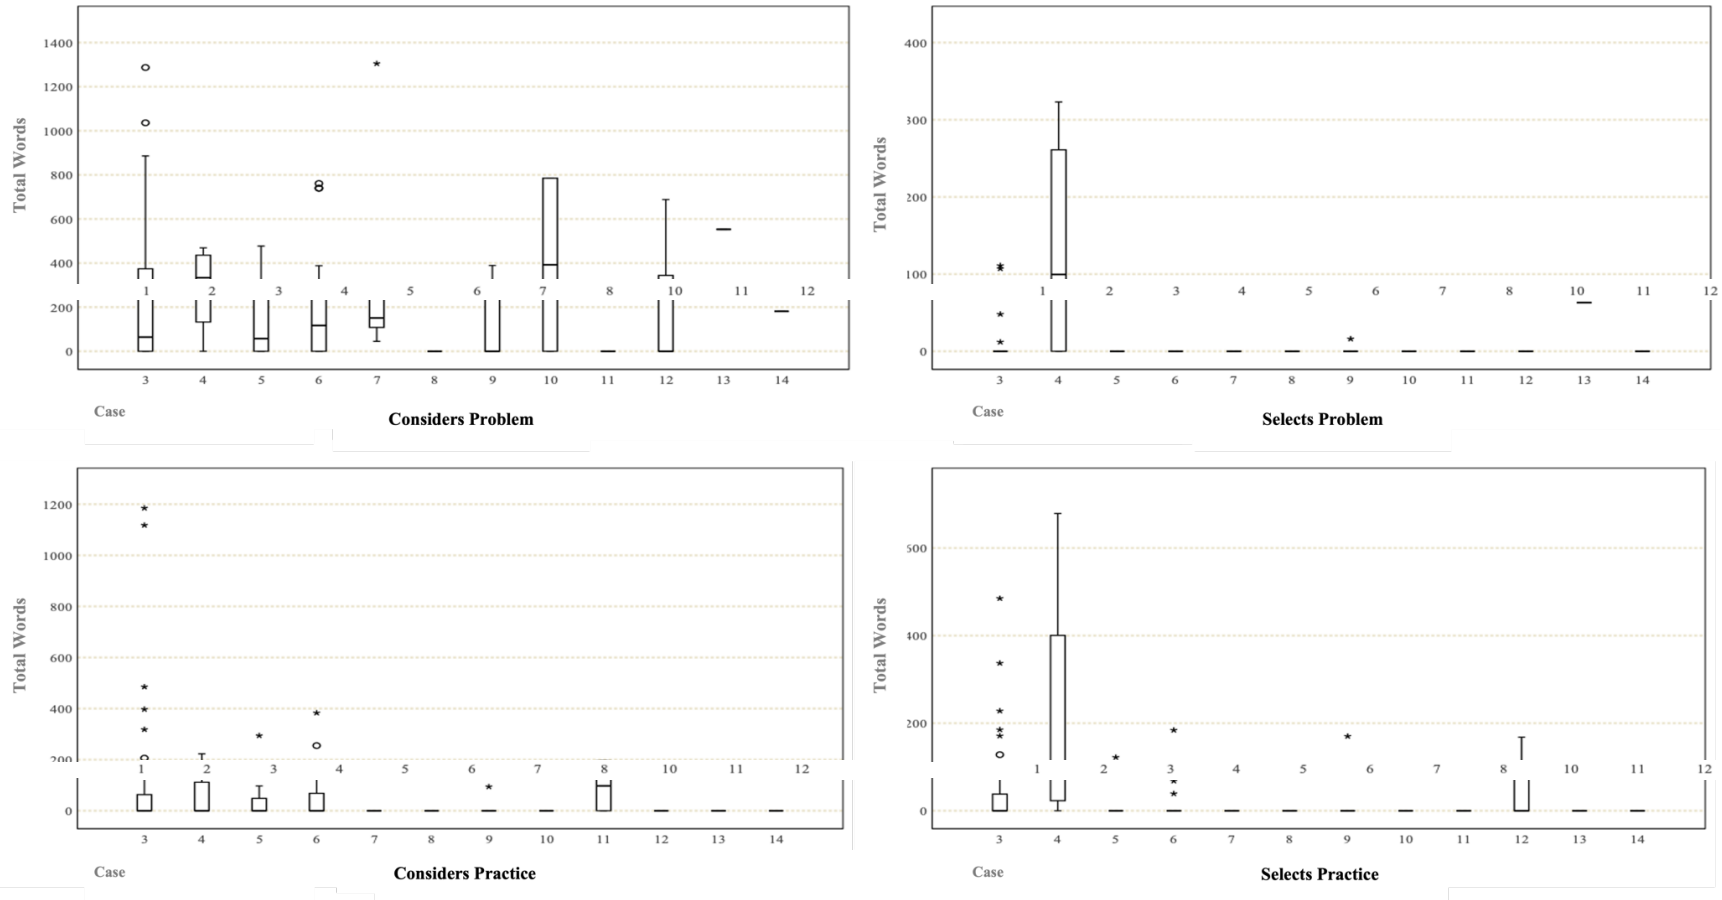 1400
1200
1000
800
600
400
200
0
Total Words
1 2 3 4 5 6 7 8 10 11 12
3 4 5 6 7 8 9 10 11 12 13 14
Case
Considers Problem
400
300
200
100
0
Total Words
1 2 3 4 5 6 7 8 10 11 12
3 4 5 6 7 8 9 10 11 12 13 14
Case
Selects Problem
1200
1000
800
600
400
200
0
Total Words
1 2 3 4 5 6 7 8 10 11 12
3 4 5 6 7 8 9 10 11 12 13 14
Case
Considers Practice
500
400
200
0
Total Words
1 2 3 4 5 6 7 8 10 11 12
3 4 5 6 7 8 9 10 11 12 13 14
Case
Selects Practice